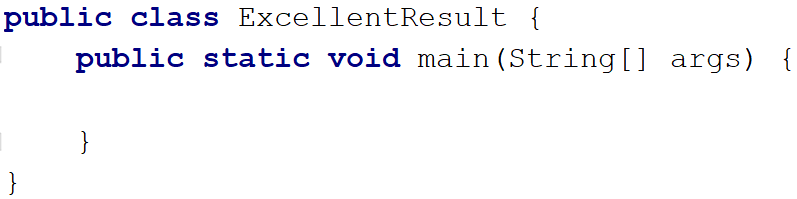 public class ExcellentResult {
    public static void main(String[] args) {
    }
}